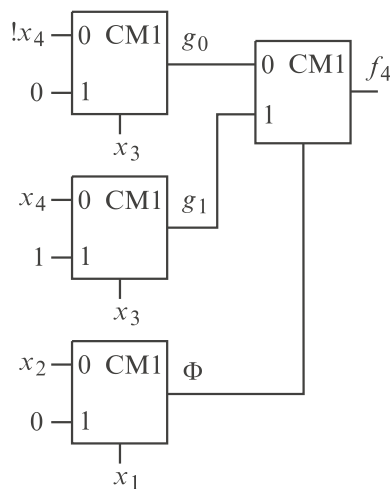 !x₄ 0 CM1 g₀
0 1
x₃
0 CM1 f₄
1
x₄ 0 CM1 g₁
1 1
x₃
x₂ 0 CM1 Φ
0 1
x₁